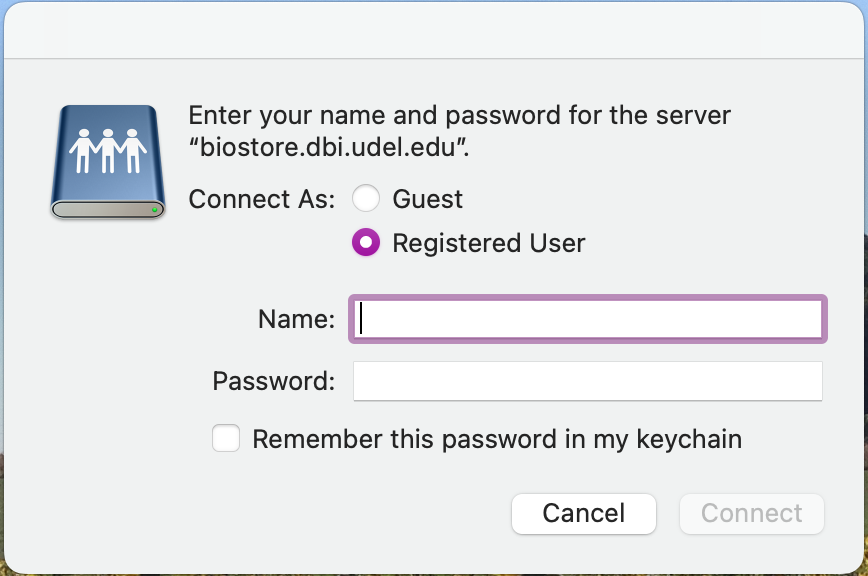 Enter your name and password for the server
“biostore.dbi.udel.edu”.
Connect As: Guest
Registered User
Name:
Password:
Remember this password in my keychain
Cancel Connect